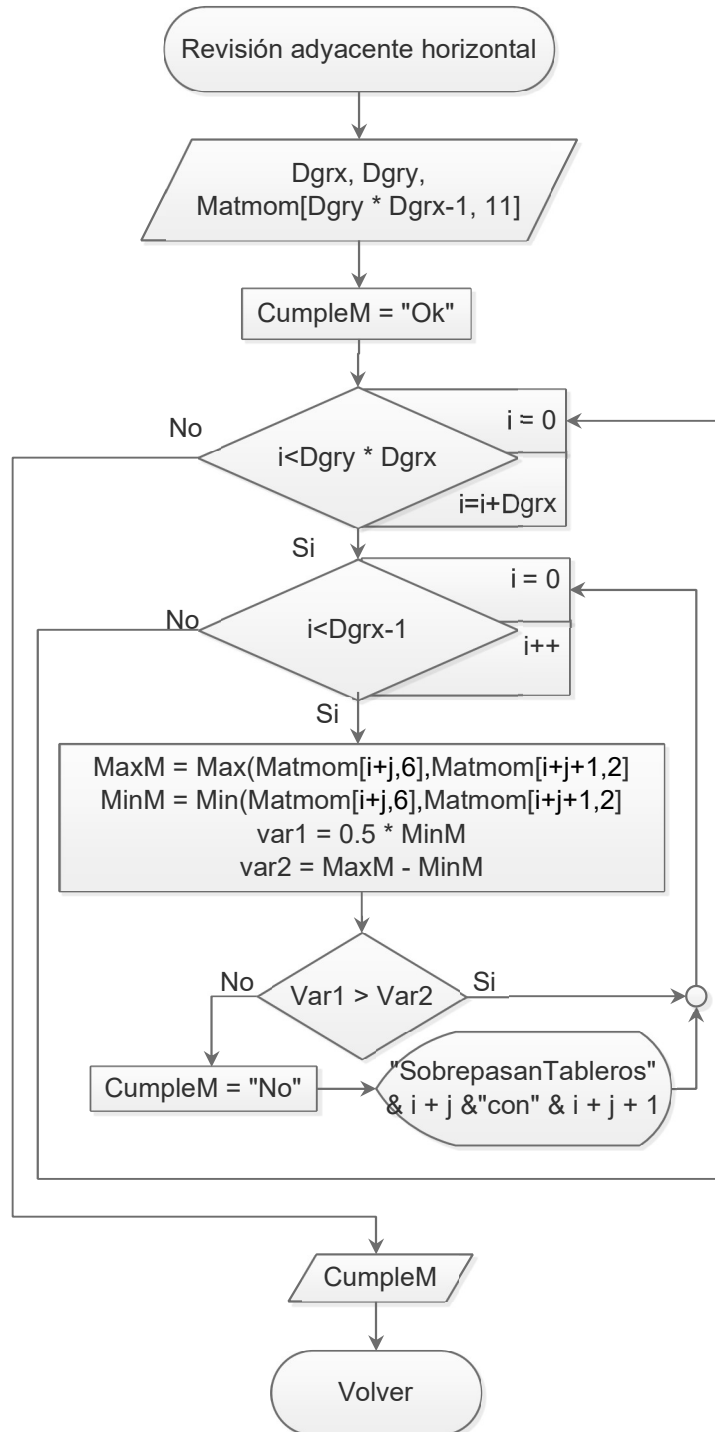 Revisión adyacente horizontal
Dgrx, Dgry,
Matmom[Dgry * Dgrx-1, 11]
CumpleM = "Ok"
No
i<Dgry * Dgrx
i = 0
i=i+Dgrx
Si
No
i<Dgrx-1
i = 0
i++
Si
MaxM = Max(Matmom[i+j,6],Matmom[i+j+1,2]
MinM = Min(Matmom[i+j,6],Matmom[i+j+1,2]
var1 = 0.5 * MinM
var2 = MaxM - MinM
No
Var1 > Var2
Si
CumpleM = "No"
"SobrepasanTableros"
& i + j &"con" & i + j + 1
CumpleM
Volver